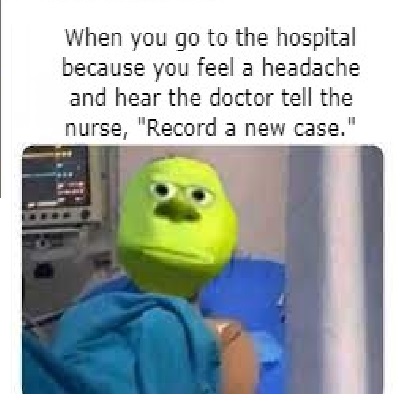 When you go to the hospital
because you feel a headache
and hear the doctor tell the
nurse, "Record a new case."